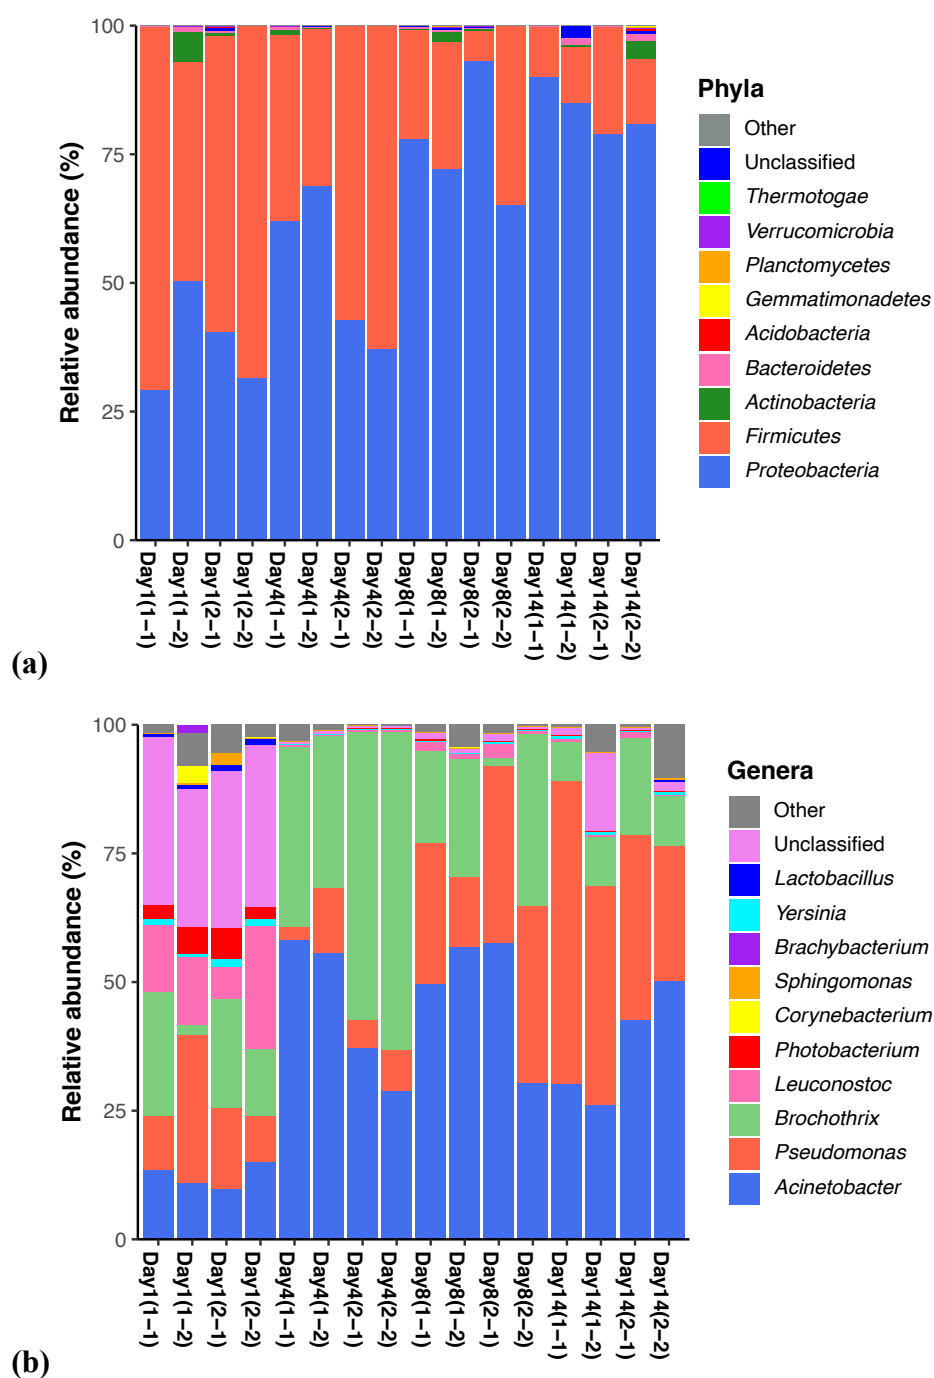 100
75
50
25
0
Relative abundance (%)
Day1(1−1)
Day1(1−2)
Day1(2−1)
Day1(2−2)
Day4(1−1)
Day4(1−2)
Day4(2−1)
Day4(2−2)
Day8(1−1)
Day8(1−2)
Day8(2−1)
Day8(2−2)
Day14(1−1)
Day14(1−2)
Day14(2−1)
Day14(2−2)
Phyla
Other
Unclassified
Thermotogae
Verrucomicrobia
Planctomycetes
Gemmatimonadetes
Acidobacteria
Bacteroidetes
Actinobacteria
Firmicutes
Proteobacteria
(a)
100
75
50
25
0
Relative abundance (%)
Day1(1−1)
Day1(1−2)
Day1(2−1)
Day1(2−2)
Day4(1−1)
Day4(1−2)
Day4(2−1)
Day4(2−2)
Day8(1−1)
Day8(1−2)
Day8(2−1)
Day8(2−2)
Day14(1−1)
Day14(1−2)
Day14(2−1)
Day14(2−2)
Genera
Other
Unclassified
Lactobacillus
Yersinia
Brachybacterium
Sphingomonas
Corynebacterium
Photobacterium
Leuconostoc
Brochothrix
Pseudomonas
Acinetobacter
(b)